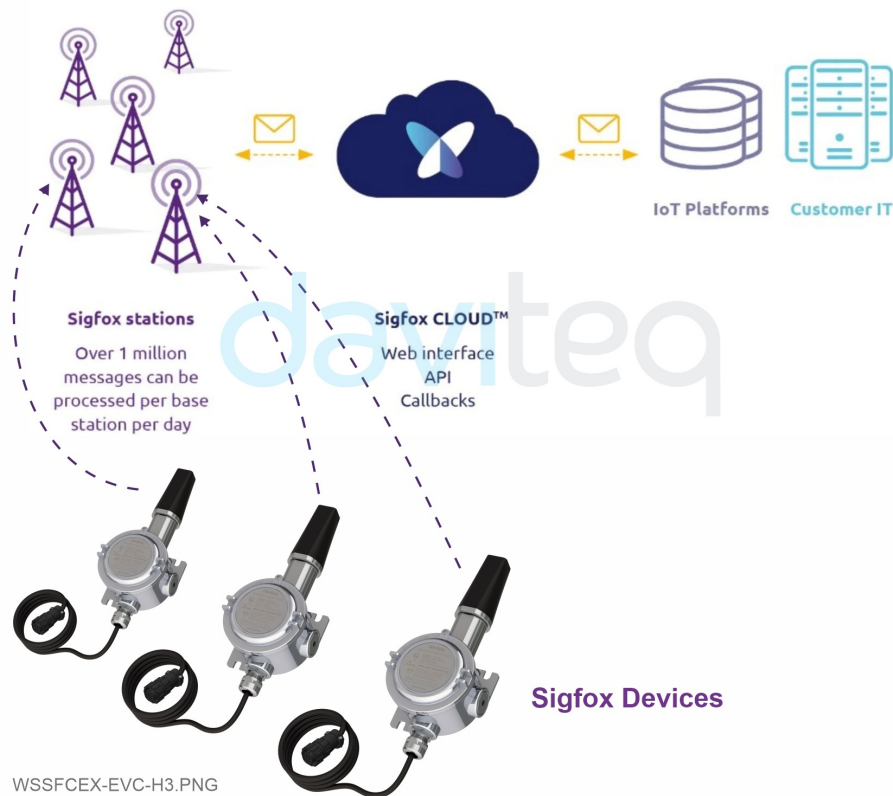 IoT Platforms
Customer IT
Sigfox stations
Over 1 million
messages can be
processed per base
station per day
Sigfox CLOUD™
Web interface
API
Callbacks
daviteq
Sigfox Devices
WSSFCEX-EVC-H3.PNG